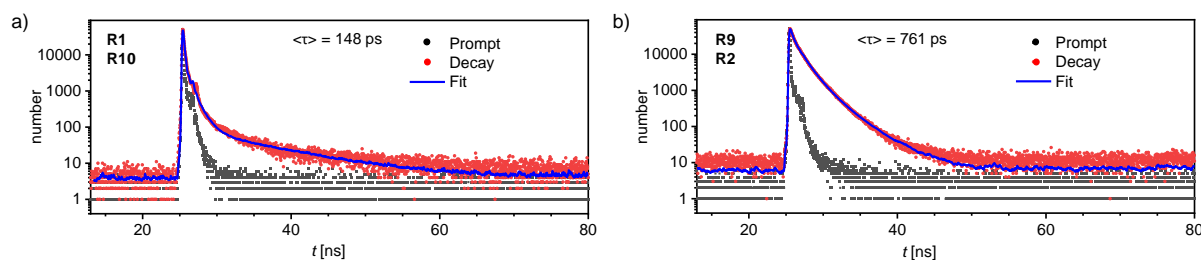 a)
R1
R10
<τ> = 148 ps
Prompt
Decay
Fit
number
10000
1000
100
10
1
20
40
60
80
t [ns]
b)
R9
R2
<τ> = 761 ps
Prompt
Decay
Fit
number
10000
1000
100
10
1
20
40
60
80
t [ns]